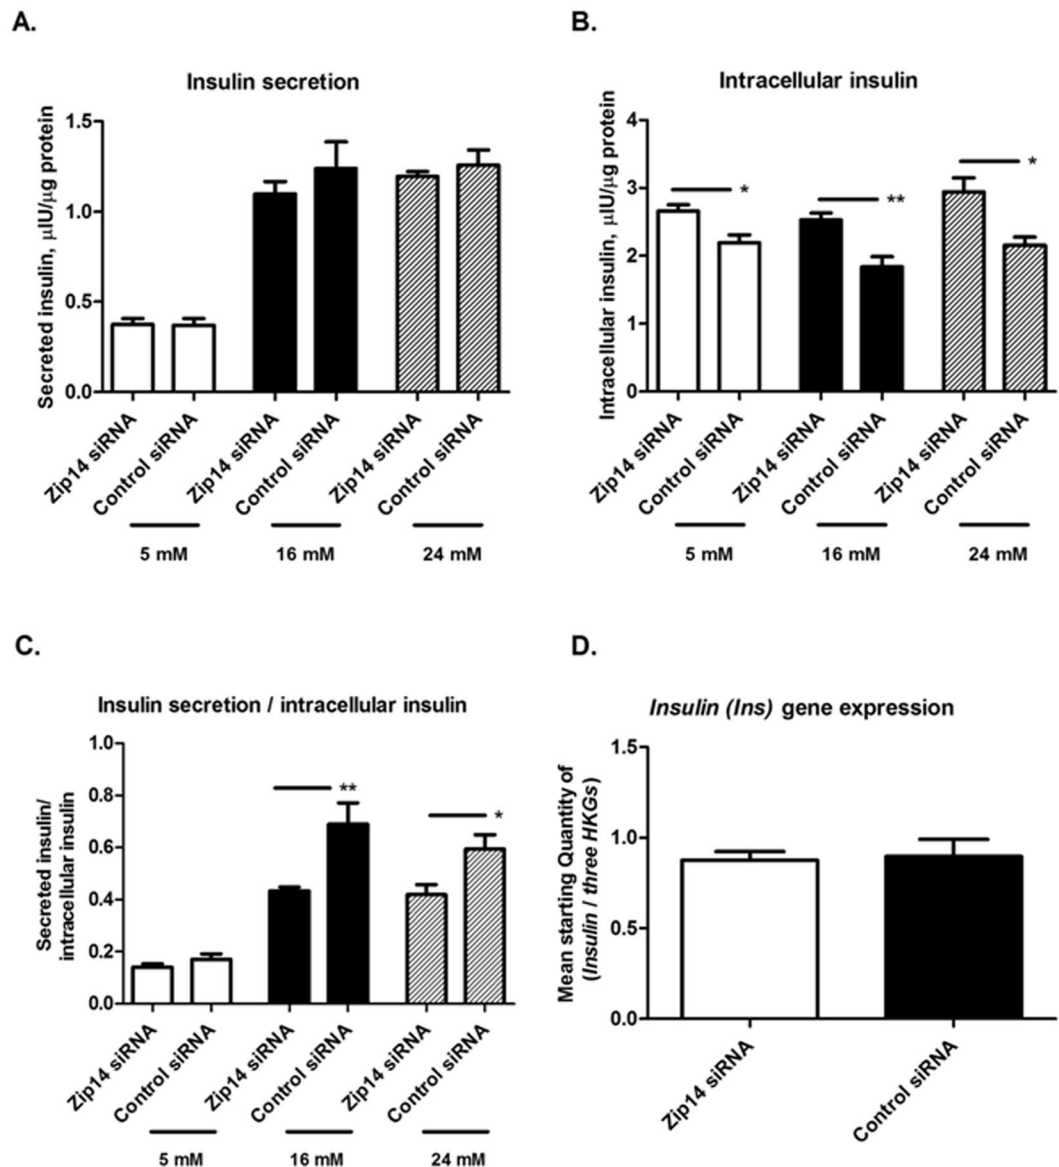 A.
Insulin secretion
Secreted insulin, µIU/µg protein
1.5
1.0
0.5
0.0
Zip14 siRNA
Control siRNA
Zip14 siRNA
Control siRNA
Zip14 siRNA
Control siRNA
5 mM
16 mM
24 mM
B.
Intracellular insulin
Intracellular insulin, µIU/µg protein
4
3
2
1
0
*
**
*
Zip14 siRNA
Control siRNA
Zip14 siRNA
Control siRNA
Zip14 siRNA
Control siRNA
5 mM
16 mM
24 mM
C.
Insulin secretion / intracellular insulin
Secreted insulin/
intracellular insulin
1.0
0.8
0.6
0.4
0.2
0.0
**
*
Zip14 siRNA
Control siRNA
Zip14 siRNA
Control siRNA
Zip14 siRNA
Control siRNA
5 mM
16 mM
24 mM
D.
Insulin (Ins) gene expression
Mean starting Quantity of
(Insulin / three HKGs)
1.5
1.0
0.5
0.0
Zip14 siRNA
Control siRNA